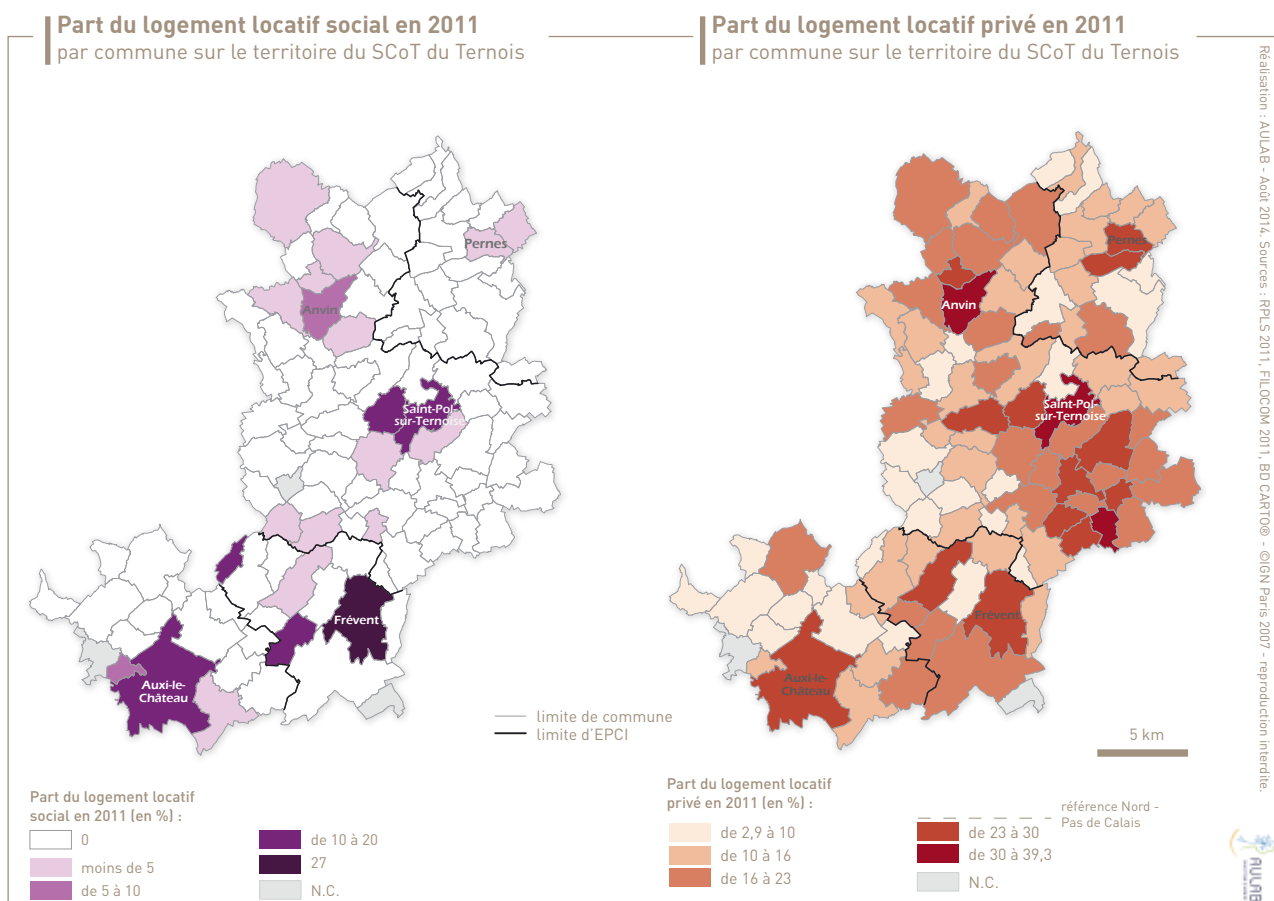 Part du logement locatif social en 2011
par commune sur le territoire du SCoT du Ternois
Part du logement locatif privé en 2011
par commune sur le territoire du SCoT du Ternois
Réalisation : AULAB - Août 2014. Sources : RPLS 2011, FILOCOM 2011, BD CARTO® - ©IGN Paris 2007 - reproduction interdite.
Pernes
Anvin
Saint-Pol-
sur-Ternoise
Frévent
Auxi-le-
Château
Pernes
Anvin
Saint-Pol-
sur-Ternoise
Frévent
Auxi-le-
Château
limite de commune
limite d'EPCI
5 km
Part du logement locatif
social en 2011 (en %) :
0
moins de 5
de 5 à 10
de 10 à 20
27
N.C.
Part du logement locatif
privé en 2011 (en %) :
de 2,9 à 10
de 10 à 16
de 16 à 23
référence Nord -
Pas de Calais
de 23 à 30
de 30 à 39,3
N.C.
AULAB